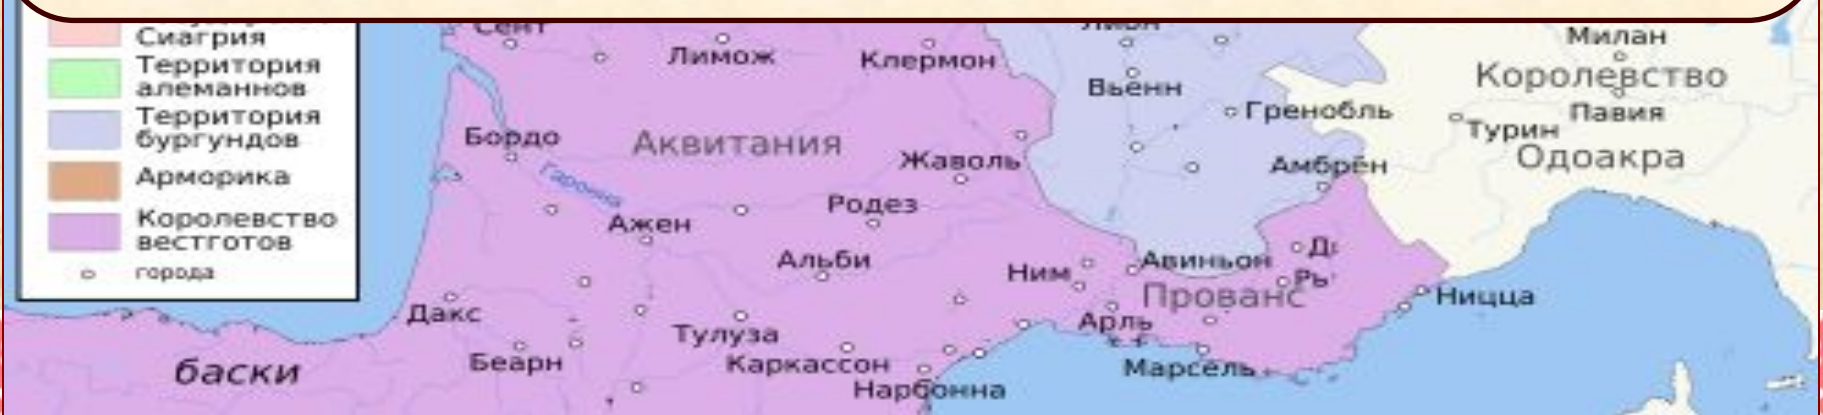 Сиагрия
Территория
алеманнов
Территория
бургундов
Арморика
Королевство
вестготов
города
Сент
Лимож
Клермон
Лион
Вьенн
Гренобль
Милан
Королевство
Павия
Турин
Одоакра
Бордо
Аквитания
Жаволь
Амбрён
Гаронна
Ажен
Родез
Альби
Ним
Авиньон
Прованс
Ницца
Дакс
Тулуза
Арль
баски
Беарн
Каркассон
Марсель
Нарбонна